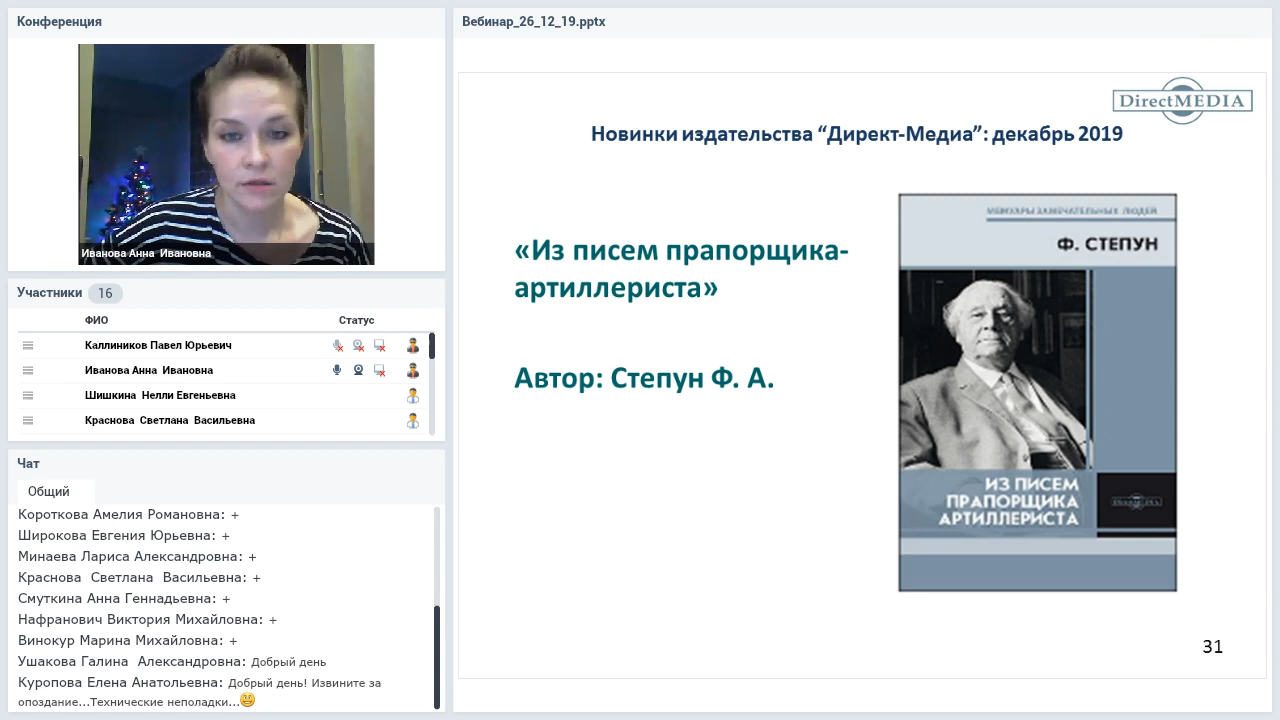 Конференция
Иванова Анна  Ивановна
Участники 16
ФИО Статус
Каллиников Павел Юрьевич
Иванова Анна  Ивановна
Шишкина  Нелли Евгеньевна
Краснова  Светлана  Васильевна
Чат
Общий
Короткова Амелия Романовна: +
Широкова Евгения Юрьевна: +
Минаева Лариса Александровна: +
Краснова  Светлана  Васильевна: +
Смуткина Анна Геннадьевна: +
Нафранович Виктория Михайловна: +
Винокур Марина Михайловна: +
Ушакова Галина  Александровна: Добрый день
Куропова Елена Анатольевна: Добрый день! Извините за
опоздание...Технические неполадки...
Вебинар_26_12_19.pptx
DirectMEDIA
Новинки издательства “Директ-Медиа”: декабрь 2019
«Из писем прапорщика-
артиллериста»
Автор: Степун Ф. А.
МЕМУАРЫ ЗАМЕЧАТЕЛЬНЫХ ЛЮДЕЙ
Ф. СТЕПУН
ИЗ ПИСЕМ
ПРАПОРЩИКА
АРТИЛЛЕРИСТА
31